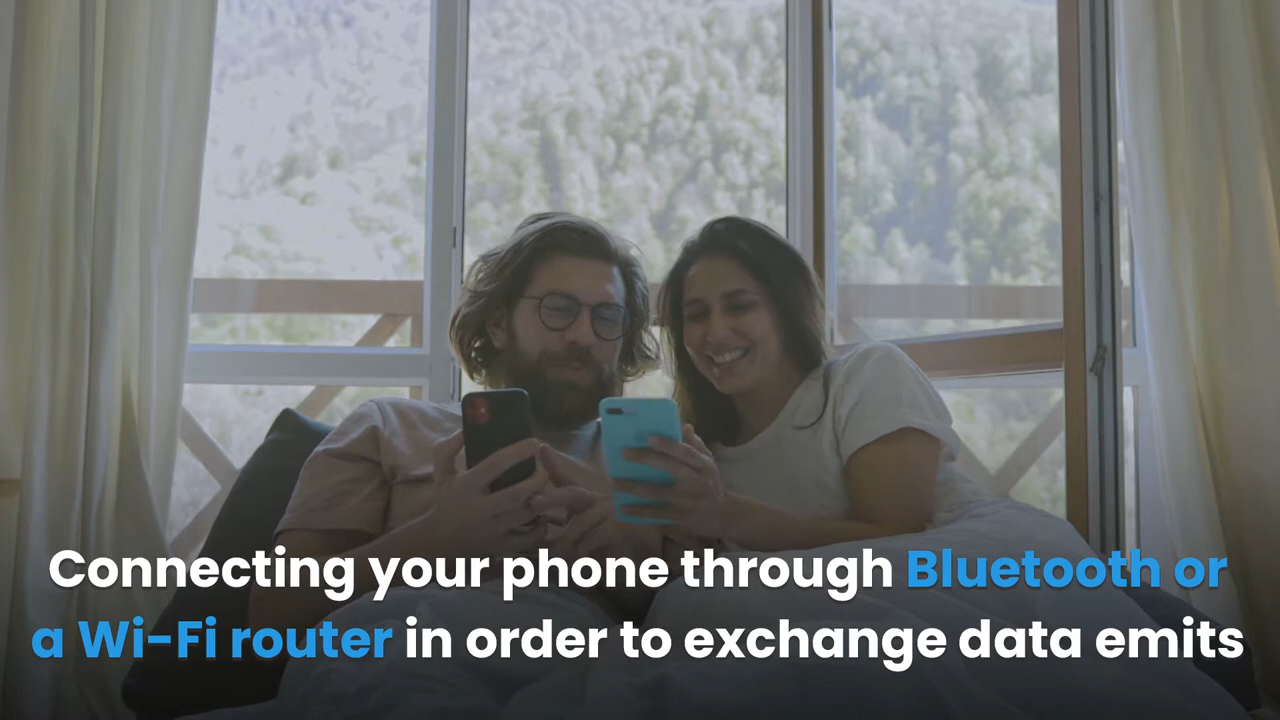 Connecting your phone through Bluetooth or
a Wi-Fi router in order to exchange data emits